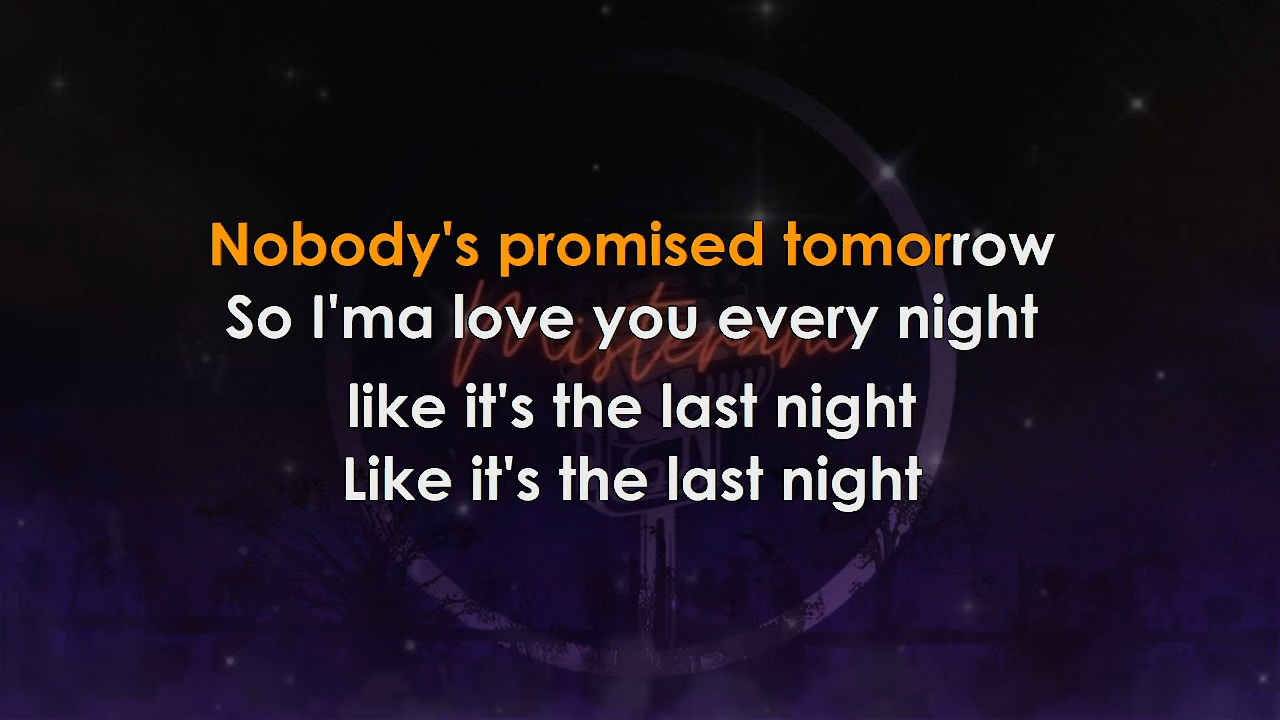 Nobody's promised tomorrow
So I'ma love you every night
like it's the last night
Like it's the last night
Misteram